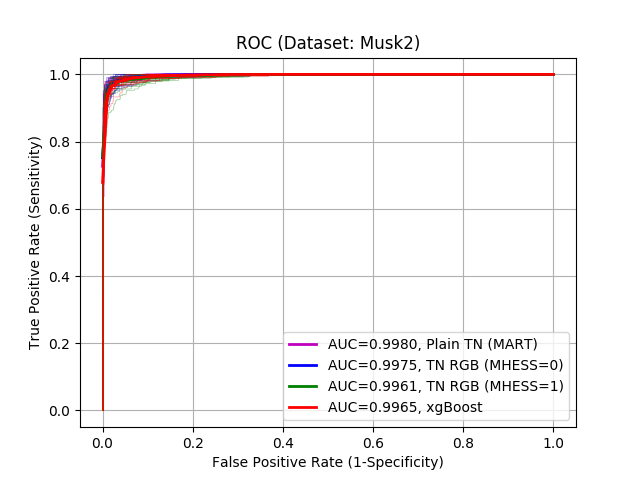 ROC (Dataset: Musk2)
True Positive Rate (Sensitivity)
1.0
0.8
0.6
0.4
0.2
0.0
AUC=0.9980, Plain TN (MART)
AUC=0.9975, TN RGB (MHESS=0)
AUC=0.9961, TN RGB (MHESS=1)
AUC=0.9965, xgBoost
0.0 0.2 0.4 0.6 0.8 1.0
False Positive Rate (1-Specificity)